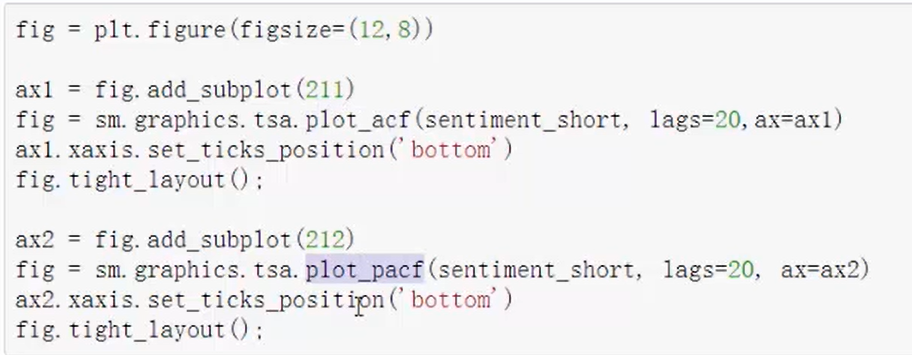 fig = plt.figure(figsize=(12,8))
ax1 = fig.add_subplot(211)
fig = sm.graphics.tsa.plot_acf(sentiment_short, lags=20,ax=ax1)
ax1.xaxis.set_ticks_position('bottom')
fig.tight_layout();
ax2 = fig.add_subplot(212)
fig = sm.graphics.tsa.plot_pacf(sentiment_short, lags=20, ax=ax2)
ax2.xaxis.set_ticks_position('bottom')
fig.tight_layout();